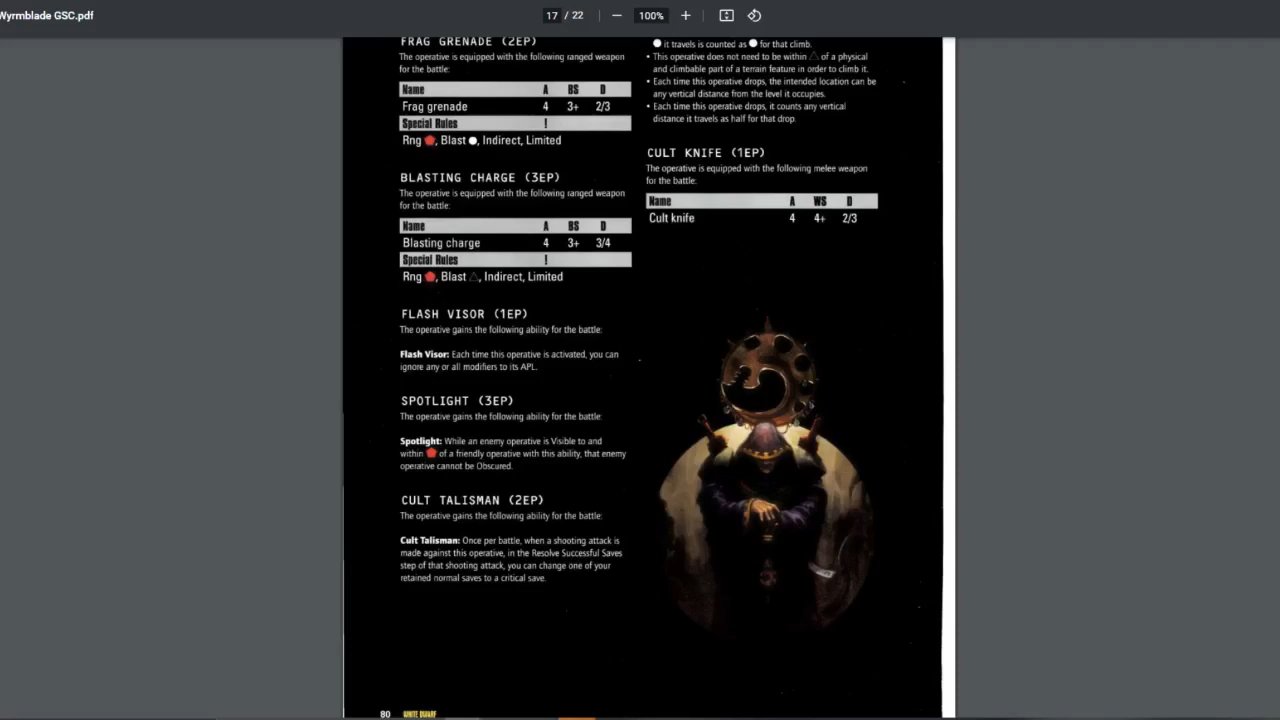 Wyrmblade GSC.pdf
17 / 22
100%
FRAG GRENADE (2EP)
The operative is equipped with the following ranged weapon
for the battle:
Name A BS D
Frag grenade 4 3+ 2/3
Special Rules !
Rng ⬟, Blast ●, Indirect, Limited
BLASTING CHARGE (3EP)
The operative is equipped with the following ranged weapon
for the battle:
Name A BS D
Blasting charge 4 3+ 3/4
Special Rules !
Rng ⬟, Blast △, Indirect, Limited
FLASH VISOR (1EP)
The operative gains the following ability for the battle:
Flash Visor: Each time this operative is activated, you can
ignore any or all modifiers to its APL.
SPOTLIGHT (3EP)
The operative gains the following ability for the battle:
Spotlight: While an enemy operative is Visible to and
within ⬟ of a friendly operative with this ability, that enemy
operative cannot be Obscured.
CULT TALISMAN (2EP)
The operative gains the following ability for the battle:
Cult Talisman: Once per battle, when a shooting attack is
made against this operative, in the Resolve Successful Saves
step of that shooting attack, you can change one of your
retained normal saves to a critical save.
● it travels is counted as ● for that climb.
• This operative does not need to be within △ of a physical
and climbable part of a terrain feature in order to climb it.
• Each time this operative drops, the intended location can be
any vertical distance from the level it occupies.
• Each time this operative drops, it counts any vertical
distance it travels as half for that drop.
CULT KNIFE (1EP)
The operative is equipped with the following melee weapon
for the battle:
Name A WS D
Cult knife 4 4+ 2/3
80 WHITE DWARF